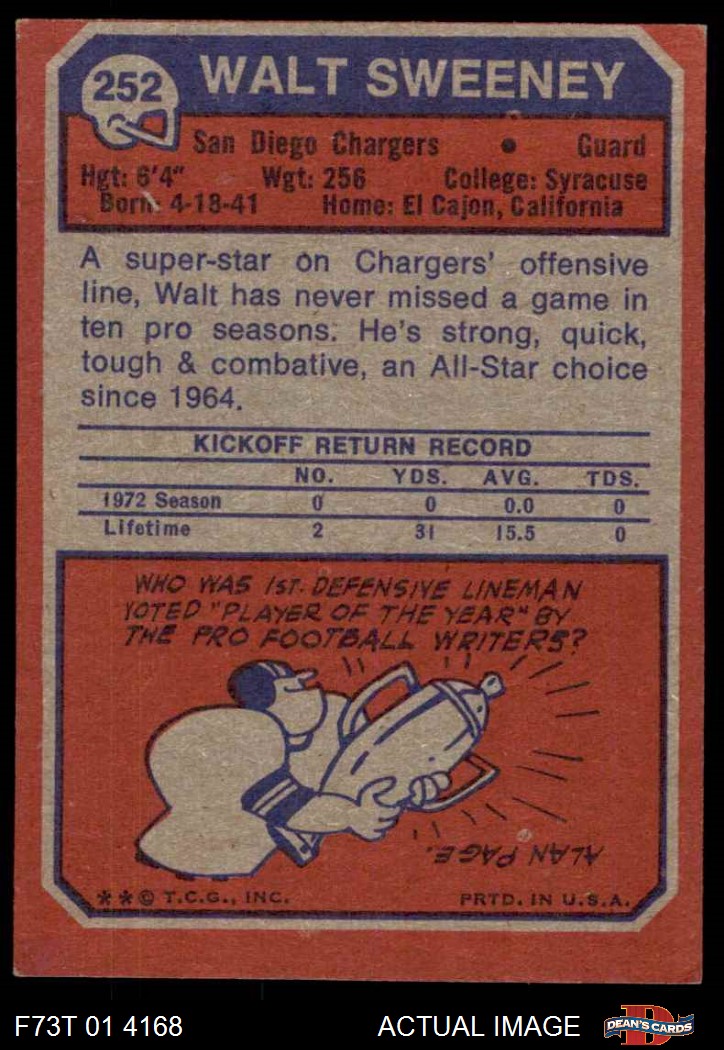 252 WALT SWEENEY
San Diego Chargers • Guard
Hgt: 6'4" Wgt: 256 College: Syracuse
Born: 4-18-41 Home: El Cajon, California
A super-star on Chargers' offensive
line, Walt has never missed a game in
ten pro seasons. He's strong, quick,
tough & combative, an All-Star choice
since 1964.
KICKOFF RETURN RECORD
NO. YDS. AVG. TDS.
1972 Season 0 0 0.0 0
Lifetime 2 31 15.5 0
WHO WAS 1ST. DEFENSIVE LINEMAN
VOTED "PLAYER OF THE YEAR" BY
THE PRO FOOTBALL WRITERS?
ALAN PAGE.
**© T.C.G., INC. PRTD. IN U.S.A.
F73T 01 4168 ACTUAL IMAGE D DEAN'S CARDS